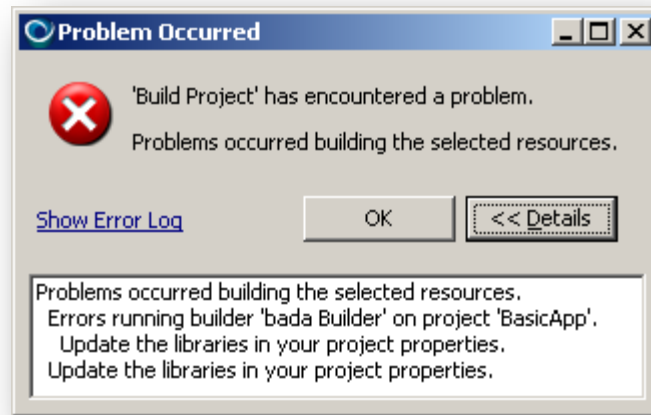 Problem Occurred
'Build Project' has encountered a problem.
Problems occurred building the selected resources.
Show Error Log
OK
<< Details
Problems occurred building the selected resources.
Errors running builder 'bada Builder' on project 'BasicApp'.
Update the libraries in your project properties.
Update the libraries in your project properties.